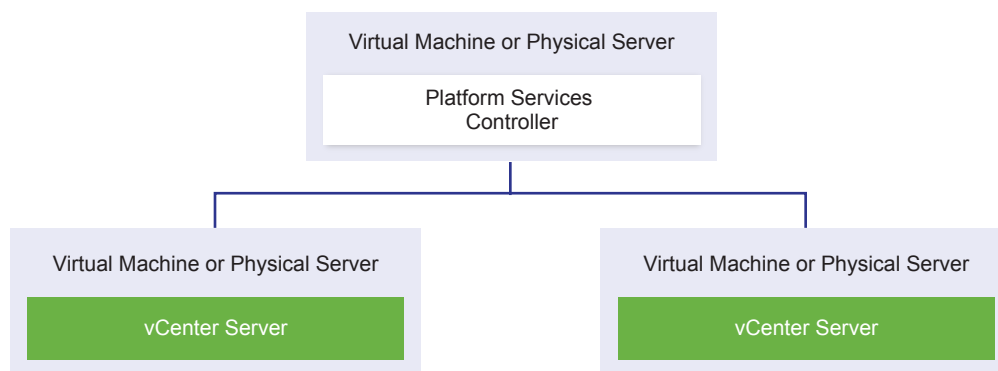 Virtual Machine or Physical Server
Platform Services
Controller
Virtual Machine or Physical Server
vCenter Server
Virtual Machine or Physical Server
vCenter Server